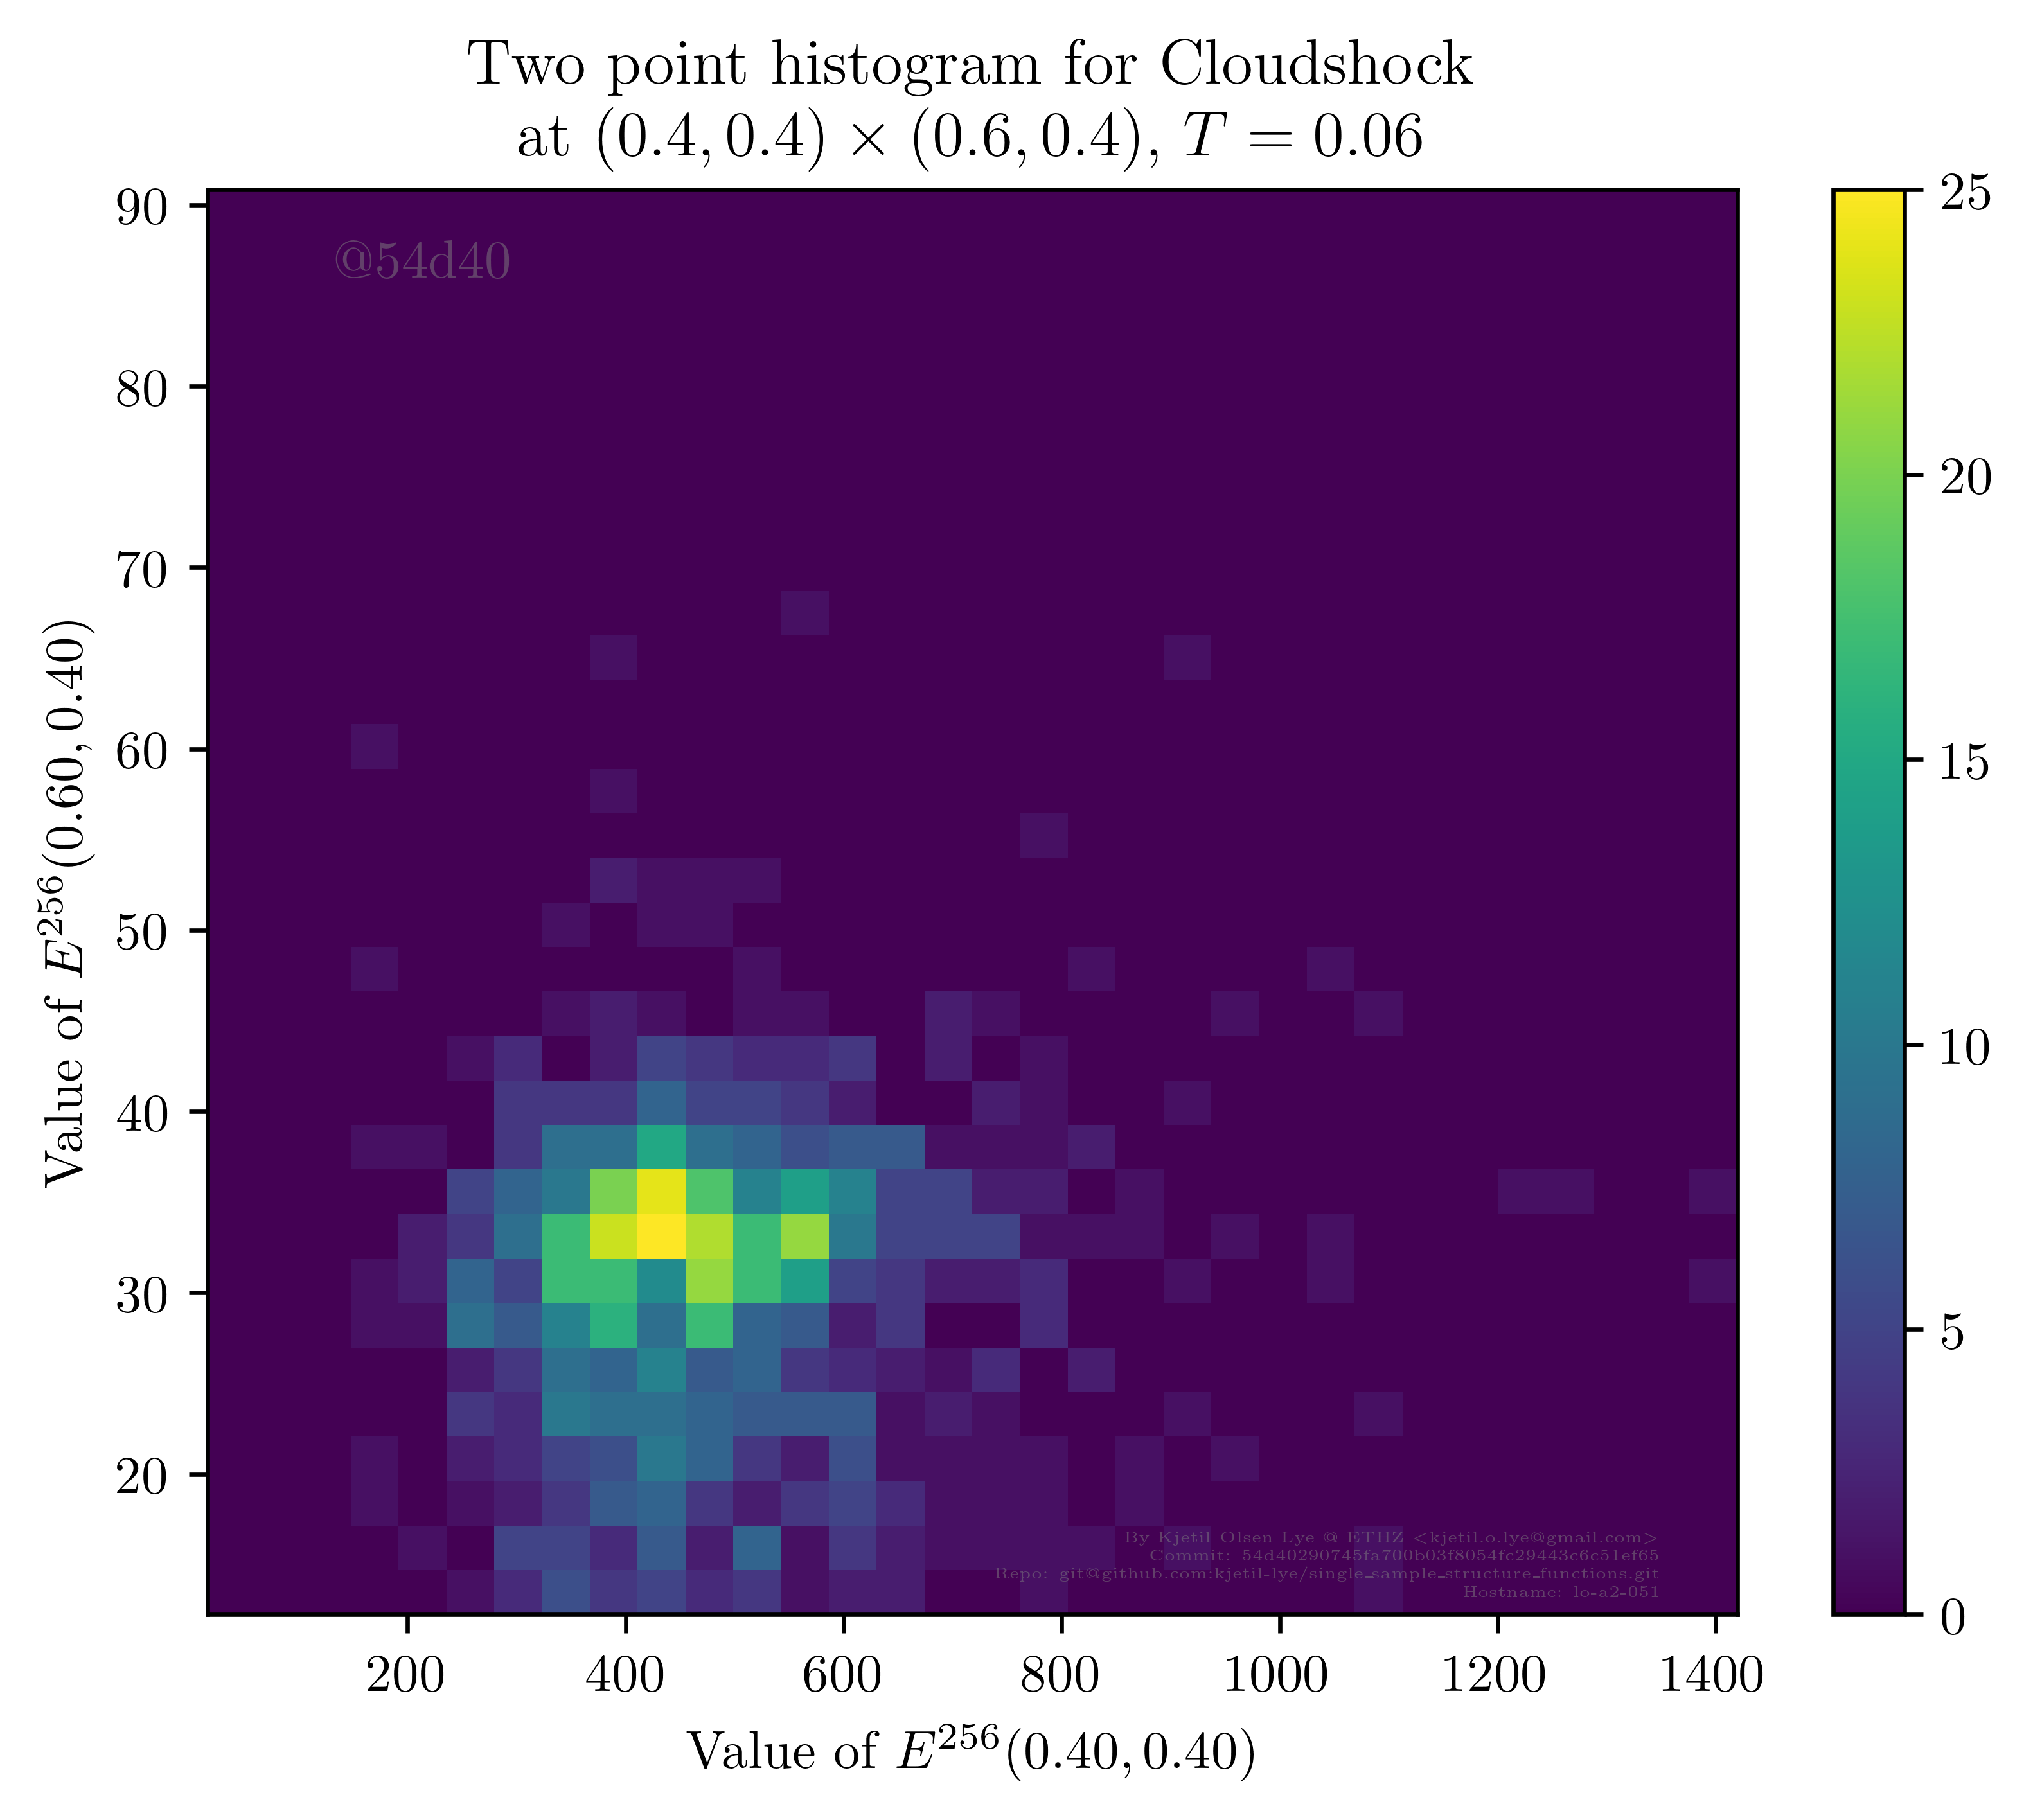 Two point histogram for Cloudshock
at (0.4, 0.4) × (0.6, 0.4), T = 0.06
@54d40
90
80
70
60
50
40
30
20
Value of E^256(0.60, 0.40)
200 400 600 800 1000 1200 1400
Value of E^256(0.40, 0.40)
25
20
15
10
5
0
By Kjetil Olsen Lye @ ETHZ <kjetil.o.lye@gmail.com>
Commit: 54d40290745fa700b03f8054fc29443c6c51ef65
Repo: git@github.com:kjetil-lye/single_sample_structure_functions.git
Hostname: lo-a2-051